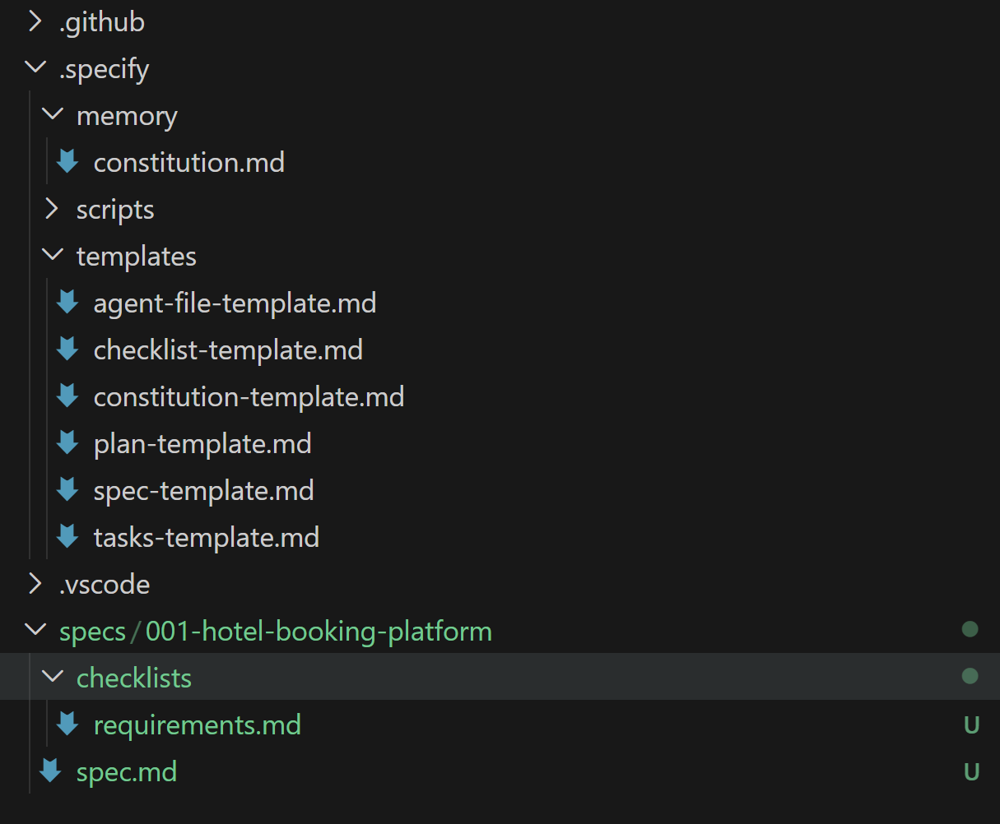 .github
.specify
memory
constitution.md
scripts
templates
agent-file-template.md
checklist-template.md
constitution-template.md
plan-template.md
spec-template.md
tasks-template.md
.vscode
specs/001-hotel-booking-platform
checklists
requirements.md U
spec.md U